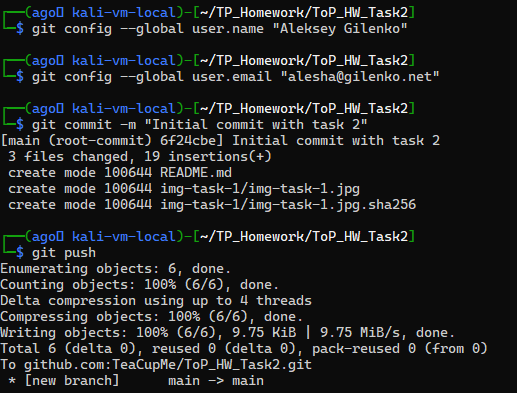 ┌──(ago▯ kali-vm-local)-[~/TP_Homework/ToP_HW_Task2]
└─$ git config --global user.name "Aleksey Gilenko"
┌──(ago▯ kali-vm-local)-[~/TP_Homework/ToP_HW_Task2]
└─$ git config --global user.email "alesha@gilenko.net"
┌──(ago▯ kali-vm-local)-[~/TP_Homework/ToP_HW_Task2]
└─$ git commit -m "Initial commit with task 2"
[main (root-commit) 6f24cbe] Initial commit with task 2
 3 files changed, 19 insertions(+)
 create mode 100644 README.md
 create mode 100644 img-task-1/img-task-1.jpg
 create mode 100644 img-task-1/img-task-1.jpg.sha256
┌──(ago▯ kali-vm-local)-[~/TP_Homework/ToP_HW_Task2]
└─$ git push
Enumerating objects: 6, done.
Counting objects: 100% (6/6), done.
Delta compression using up to 4 threads
Compressing objects: 100% (6/6), done.
Writing objects: 100% (6/6), 9.75 KiB | 9.75 MiB/s, done.
Total 6 (delta 0), reused 0 (delta 0), pack-reused 0 (from 0)
To github.com:TeaCupMe/ToP_HW_Task2.git
 * [new branch]      main -> main